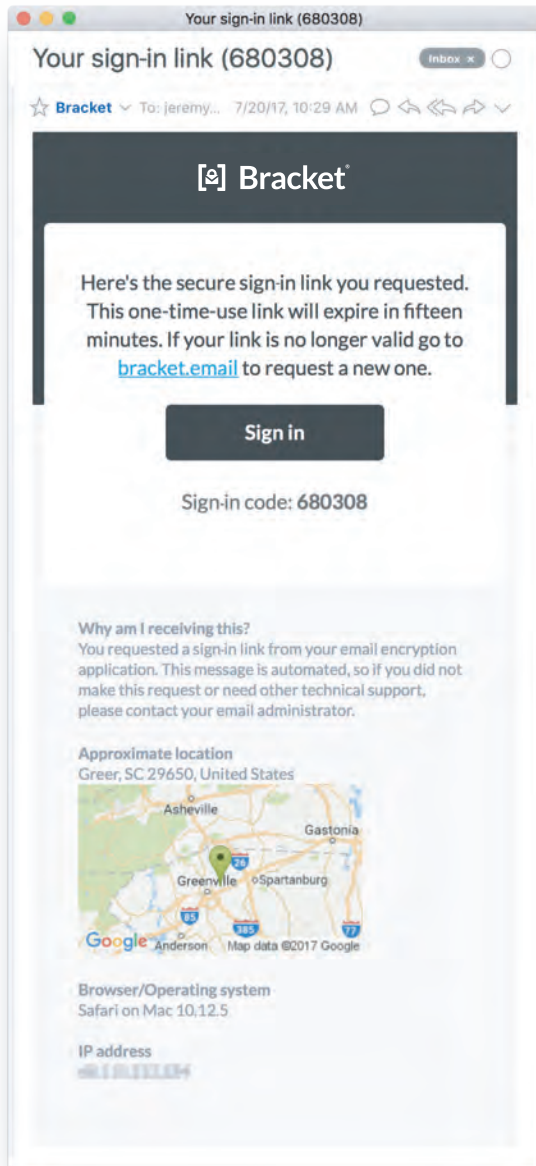 Your sign-in link (680308)
Your sign-in link (680308)
Inbox ×
Bracket To: jeremy... 7/20/17, 10:29 AM
Bracket®
Here's the secure sign-in link you requested.
This one-time-use link will expire in fifteen
minutes. If your link is no longer valid go to
bracket.email to request a new one.
Sign in
Sign-in code: 680308
Why am I receiving this?
You requested a sign-in link from your email encryption
application. This message is automated, so if you did not
make this request or need other technical support,
please contact your email administrator.
Approximate location
Greer, SC 29650, United States
Asheville
Gastonia
26
Greenville Spartanburg
85
385
77
Google Anderson Map data ©2017 Google
Browser/Operating system
Safari on Mac 10.12.5
IP address